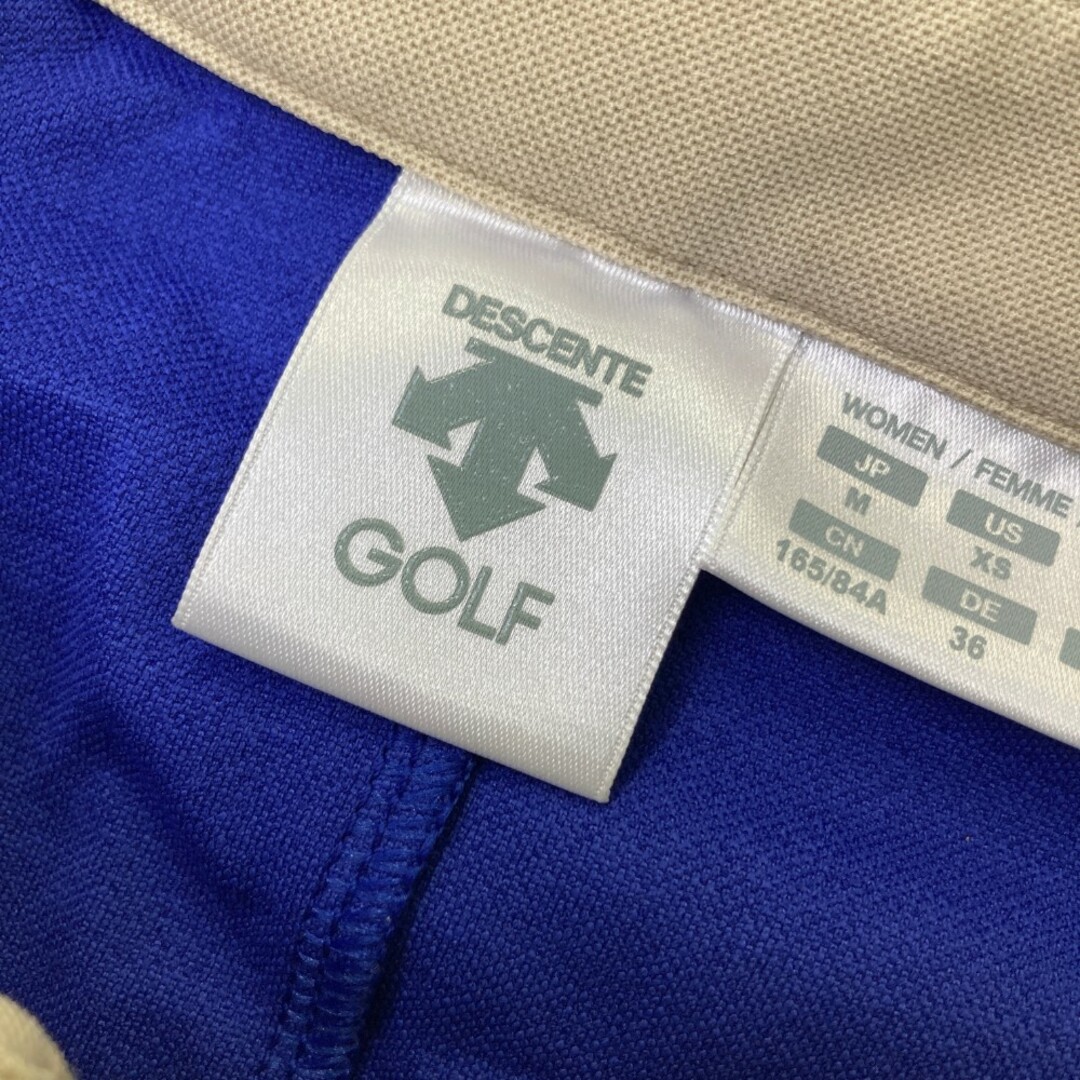 DESCENTE
GOLF
WOMEN / FEMME
JP
M
US
XS
CN
165/84A
DE
36